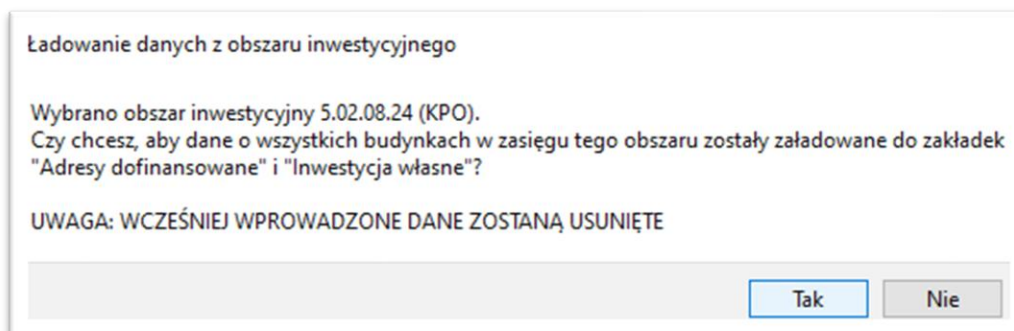 Ładowanie danych z obszaru inwestycyjnego
Wybrano obszar inwestycyjny 5.02.08.24 (KPO).
Czy chcesz, aby dane o wszystkich budynkach w zasięgu tego obszaru zostały załadowane do zakładek
"Adresy dofinansowane" i "Inwestycja własne"?
UWAGA: WCZEŚNIEJ WPROWADZONE DANE ZOSTANĄ USUNIĘTE
Tak Nie